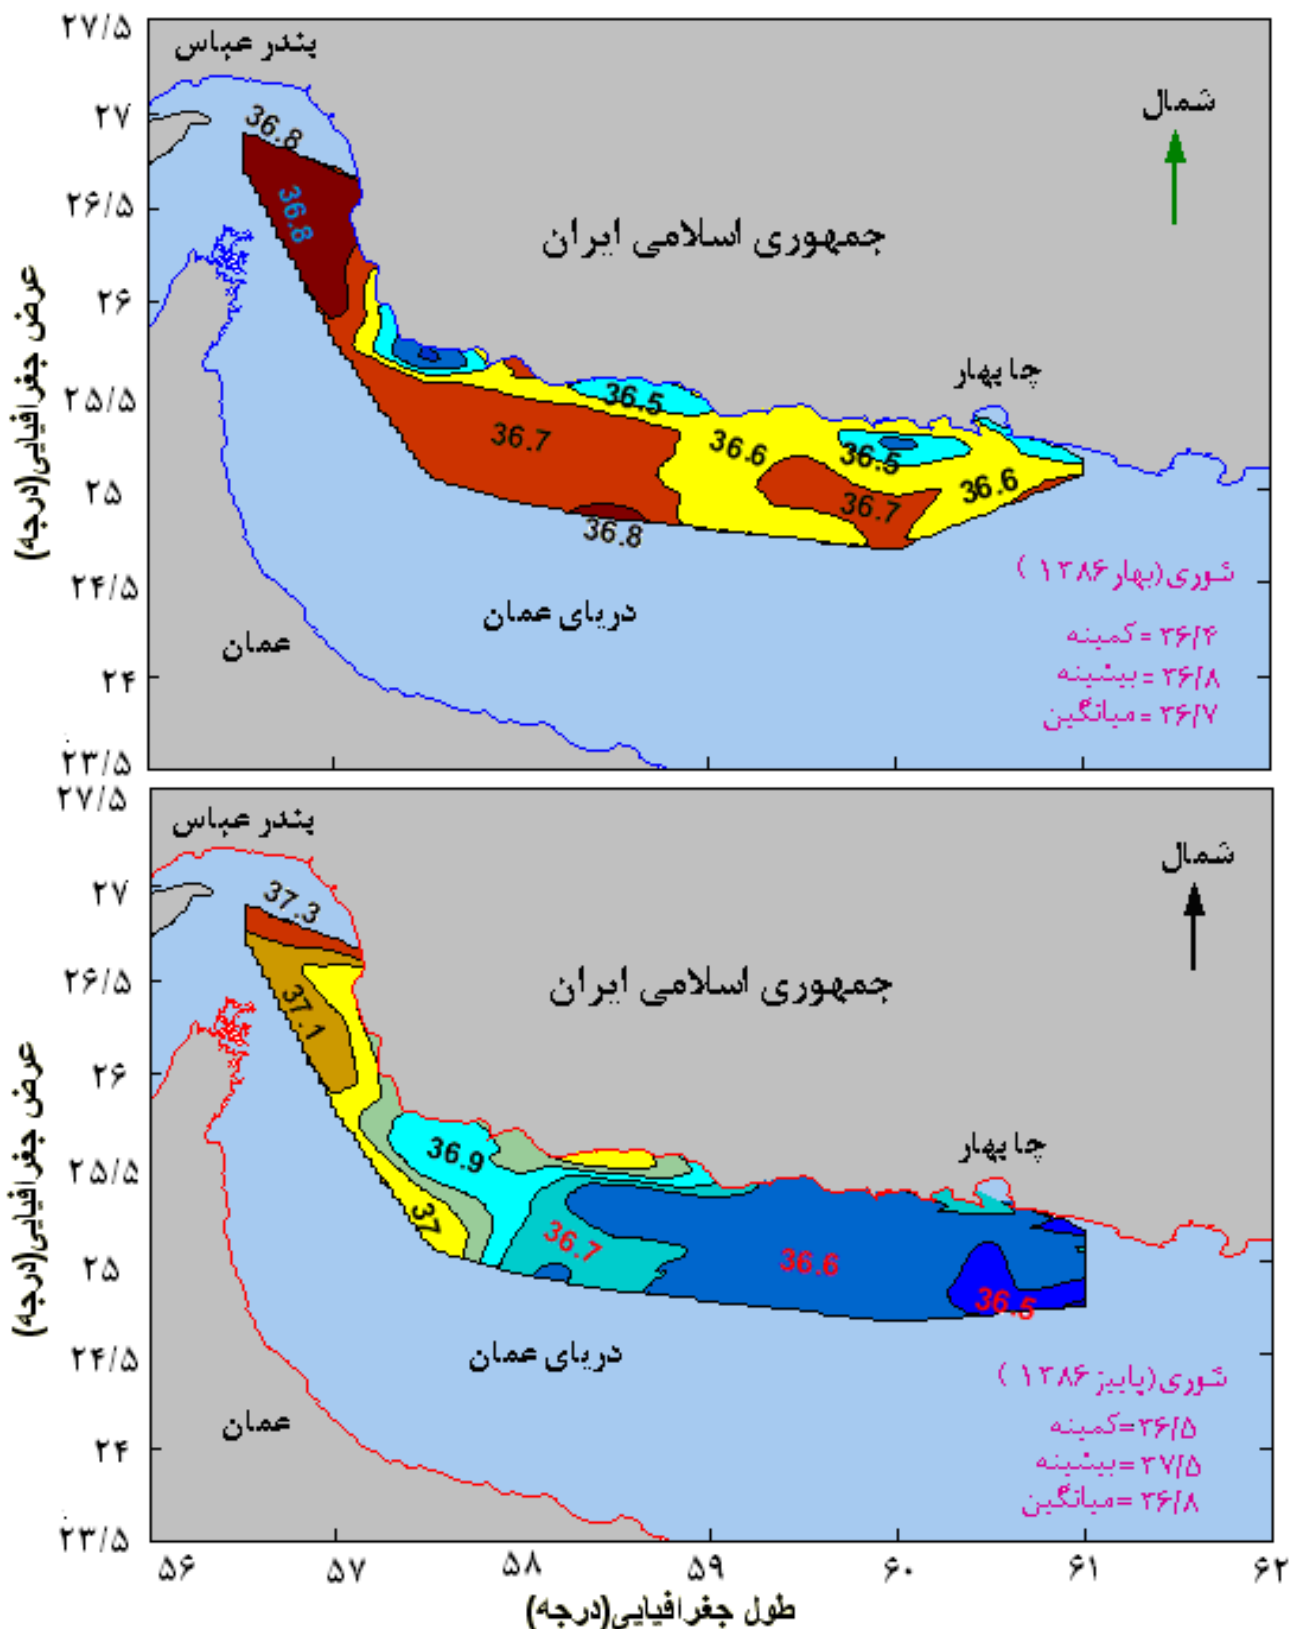 ۲۷/۵
بندر عباس
۲۷
36.8
شمال
۲۶/۵
36.8
جمهوری اسلامی ایران
۲۶
چا بهار
۲۵/۵
36.5
36.7
36.6
36.5
۲۵
36.6
36.7
36.8
شوری(بهار ۱۳۸۶ )
۲۴/۵
دریای عمان
عمان
۳۶/۴ = کمینه
۲۴
۳۶/۸ = بیشینه
۳۶/۷ = میانگین
۲۳/۵
عرض جغرافیایی(درجه)
۲۷/۵
بندر عباس
شمال
۲۷
37.3
۲۶/۵
جمهوری اسلامی ایران
37.1
۲۶
چا بهار
۲۵/۵
36.9
37
36.7
36.6
۲۵
36.5
۲۴/۵
دریای عمان
شوری(پاییز ۱۳۸۶ )
عمان
۳۶/۵=کمینه
۲۴
۳۷/۵=بیشینه
۳۶/۸ =میانگین
۲۳/۵
عرض جغرافیایی(درجه)
۵۶ ۵۷ ۵۸ ۵۹ ۶۰ ۶۱ ۶۲
طول جغرافیایی(درجه)